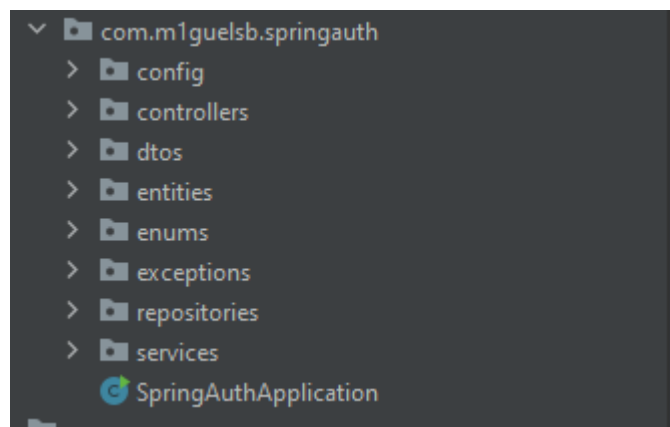 com.m1guelsb.springauth
config
controllers
dtos
entities
enums
exceptions
repositories
services
SpringAuthApplication